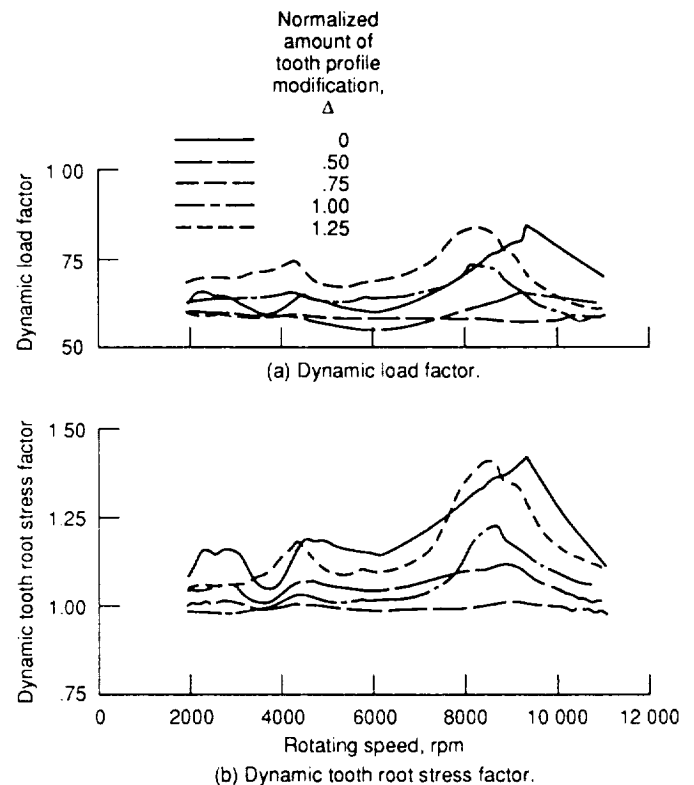 Normalized
amount of
tooth profile
modification,
Δ
0
.50
.75
1.00
1.25
1 00
75
50
Dynamic load factor
(a) Dynamic load factor.
1 50
1.25
1.00
.75
Dynamic tooth root stress factor
0 2000 4000 6000 8000 10 000 12 000
Rotating speed, rpm
(b) Dynamic tooth root stress factor.